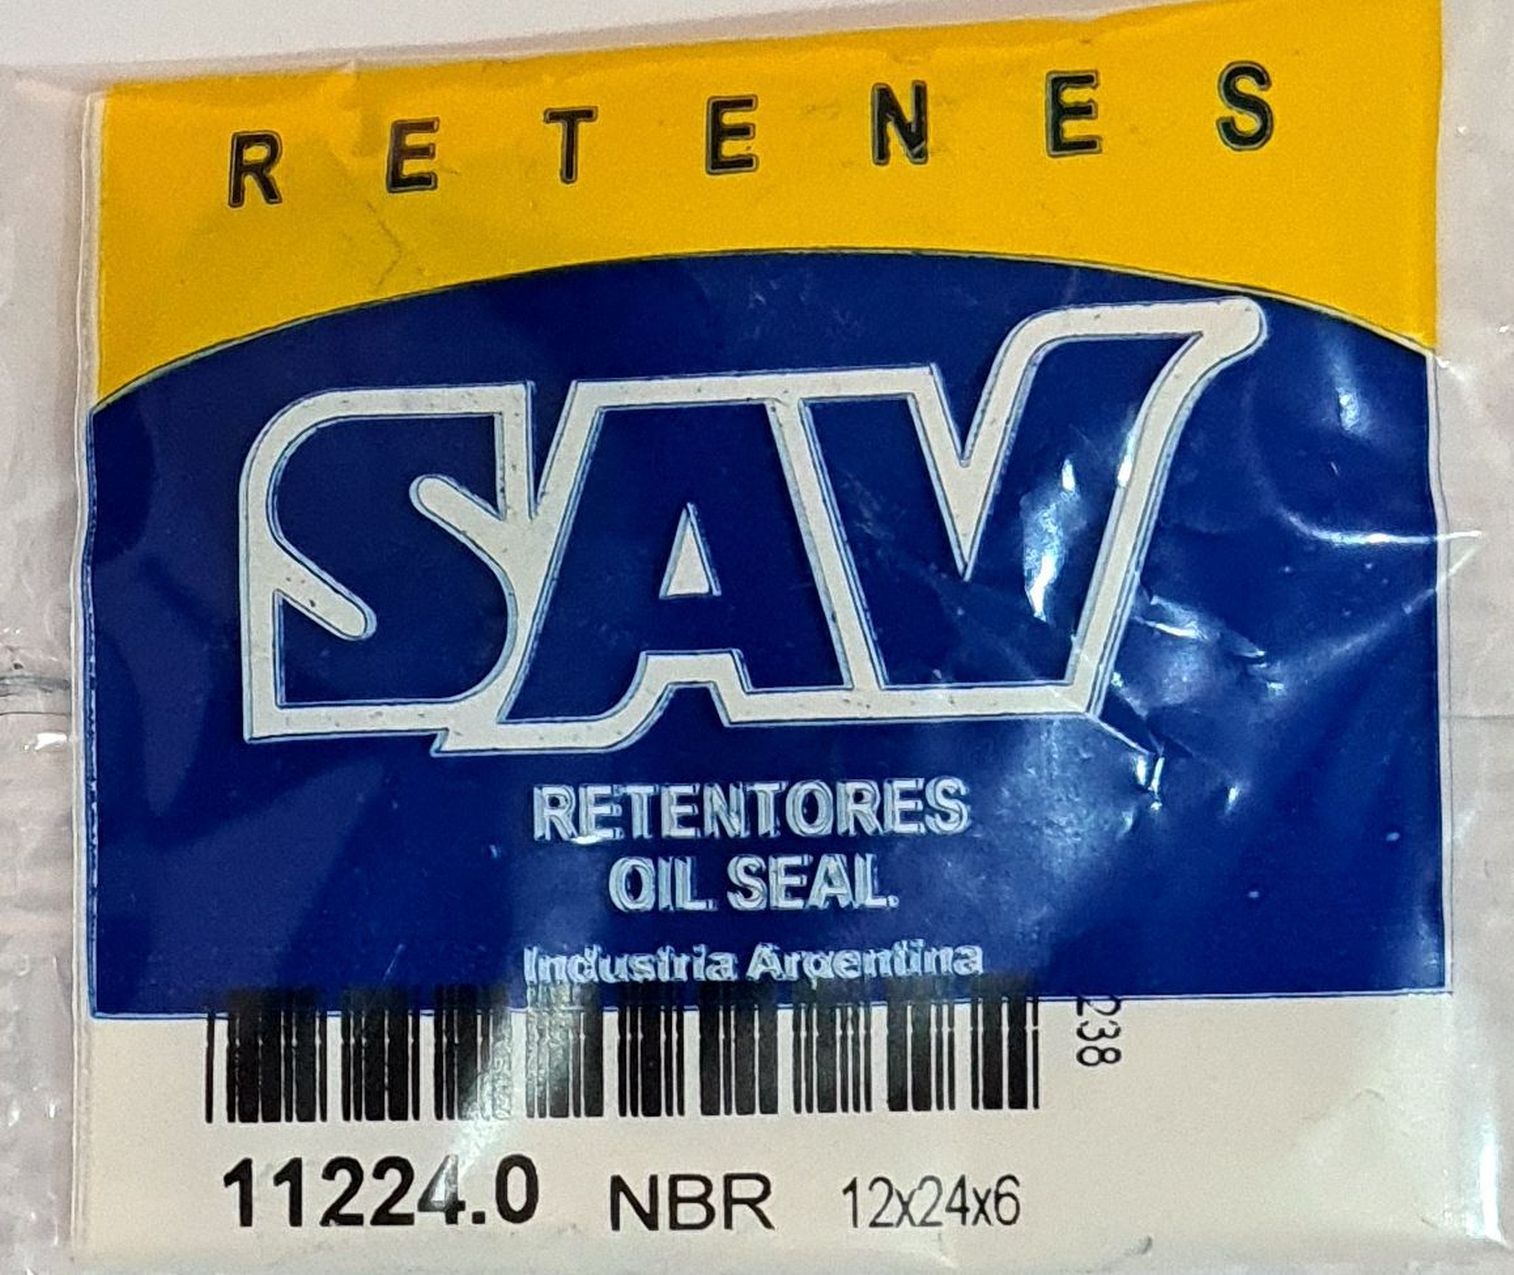 RETENES
SAV
RETENTORES
OIL SEAL
Industria Argentina
238
11224.0 NBR 12x24x6